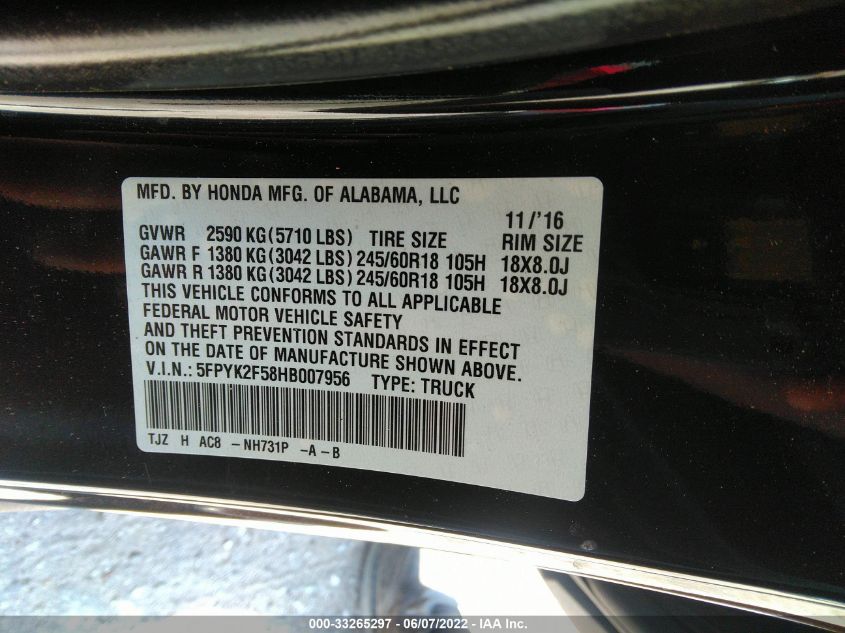 MFD. BY HONDA MFG. OF ALABAMA, LLC
11/'16
GVWR 2590 KG (5710 LBS) TIRE SIZE RIM SIZE
GAWR F 1380 KG (3042 LBS) 245/60R18 105H 18X8.0J
GAWR R 1380 KG (3042 LBS) 245/60R18 105H 18X8.0J
THIS VEHICLE CONFORMS TO ALL APPLICABLE
FEDERAL MOTOR VEHICLE SAFETY
AND THEFT PREVENTION STANDARDS IN EFFECT
ON THE DATE OF MANUFACTURE SHOWN ABOVE.
V.I.N.: 5FPYK2F58HB007956 TYPE: TRUCK
TJZ H AC8 - NH731P - A - B
000-33265297 - 06/07/2022 - IAA Inc.